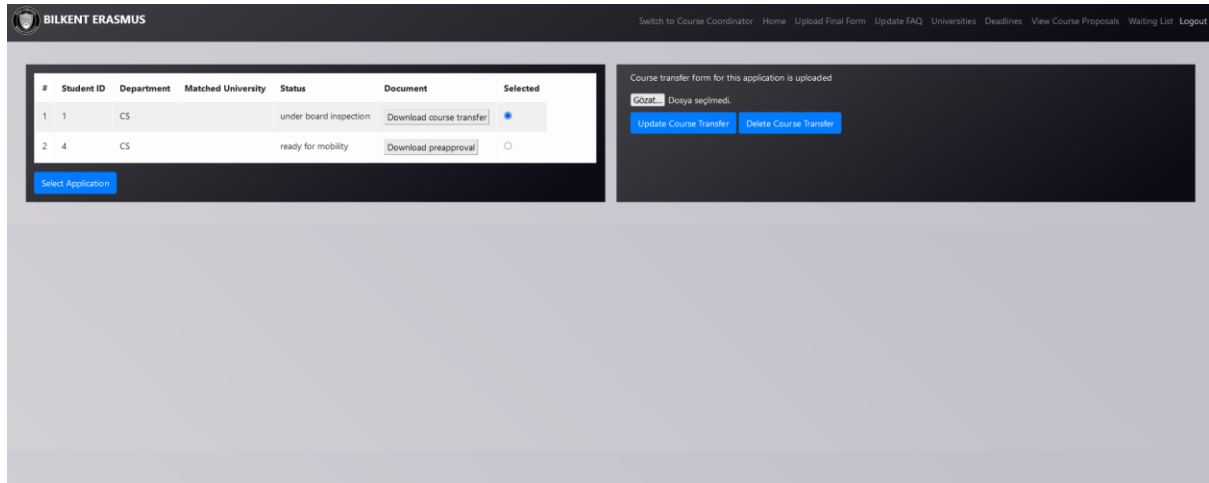 BILKENT ERASMUS
Switch to Course Coordinator Home Upload Final Form Update FAQ Universities Deadlines View Course Proposals Waiting List Logout
# Student ID Department Matched University Status Document Selected
1 1 CS under board inspection Download course transfer
2 4 CS ready for mobility Download preapproval
Select Application
Course transfer form for this application is uploaded
Gözat... Dosya seçilmedi.
Update Course Transfer Delete Course Transfer